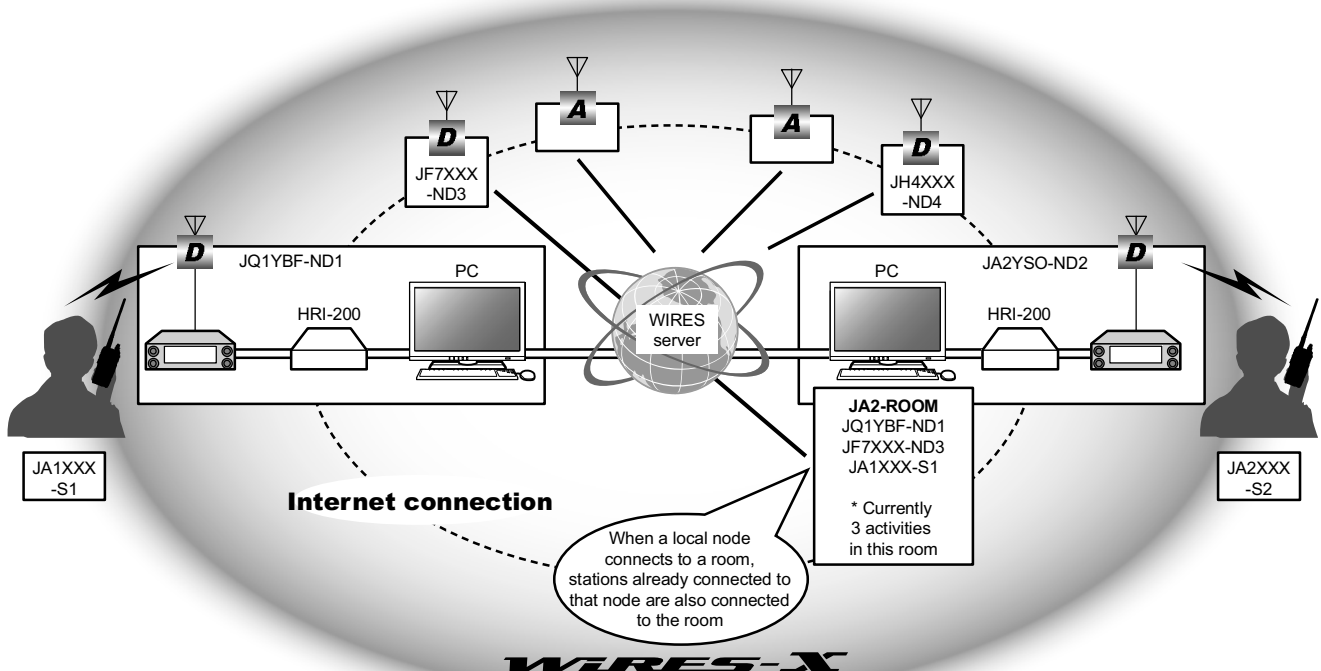 A
A
D
D
JF7XXX
-ND3
JH4XXX
-ND4
D
JQ1YBF-ND1
PC
HRI-200
WIRES
server
PC
JA2YSO-ND2
D
HRI-200
JA1XXX
-S1
JA2XXX
-S2
JA2-ROOM
JQ1YBF-ND1
JF7XXX-ND3
JA1XXX-S1
* Currently
3 activities
in this room
Internet connection
When a local node
connects to a room,
stations already connected to
that node are also connected
to the room
WiRES-X